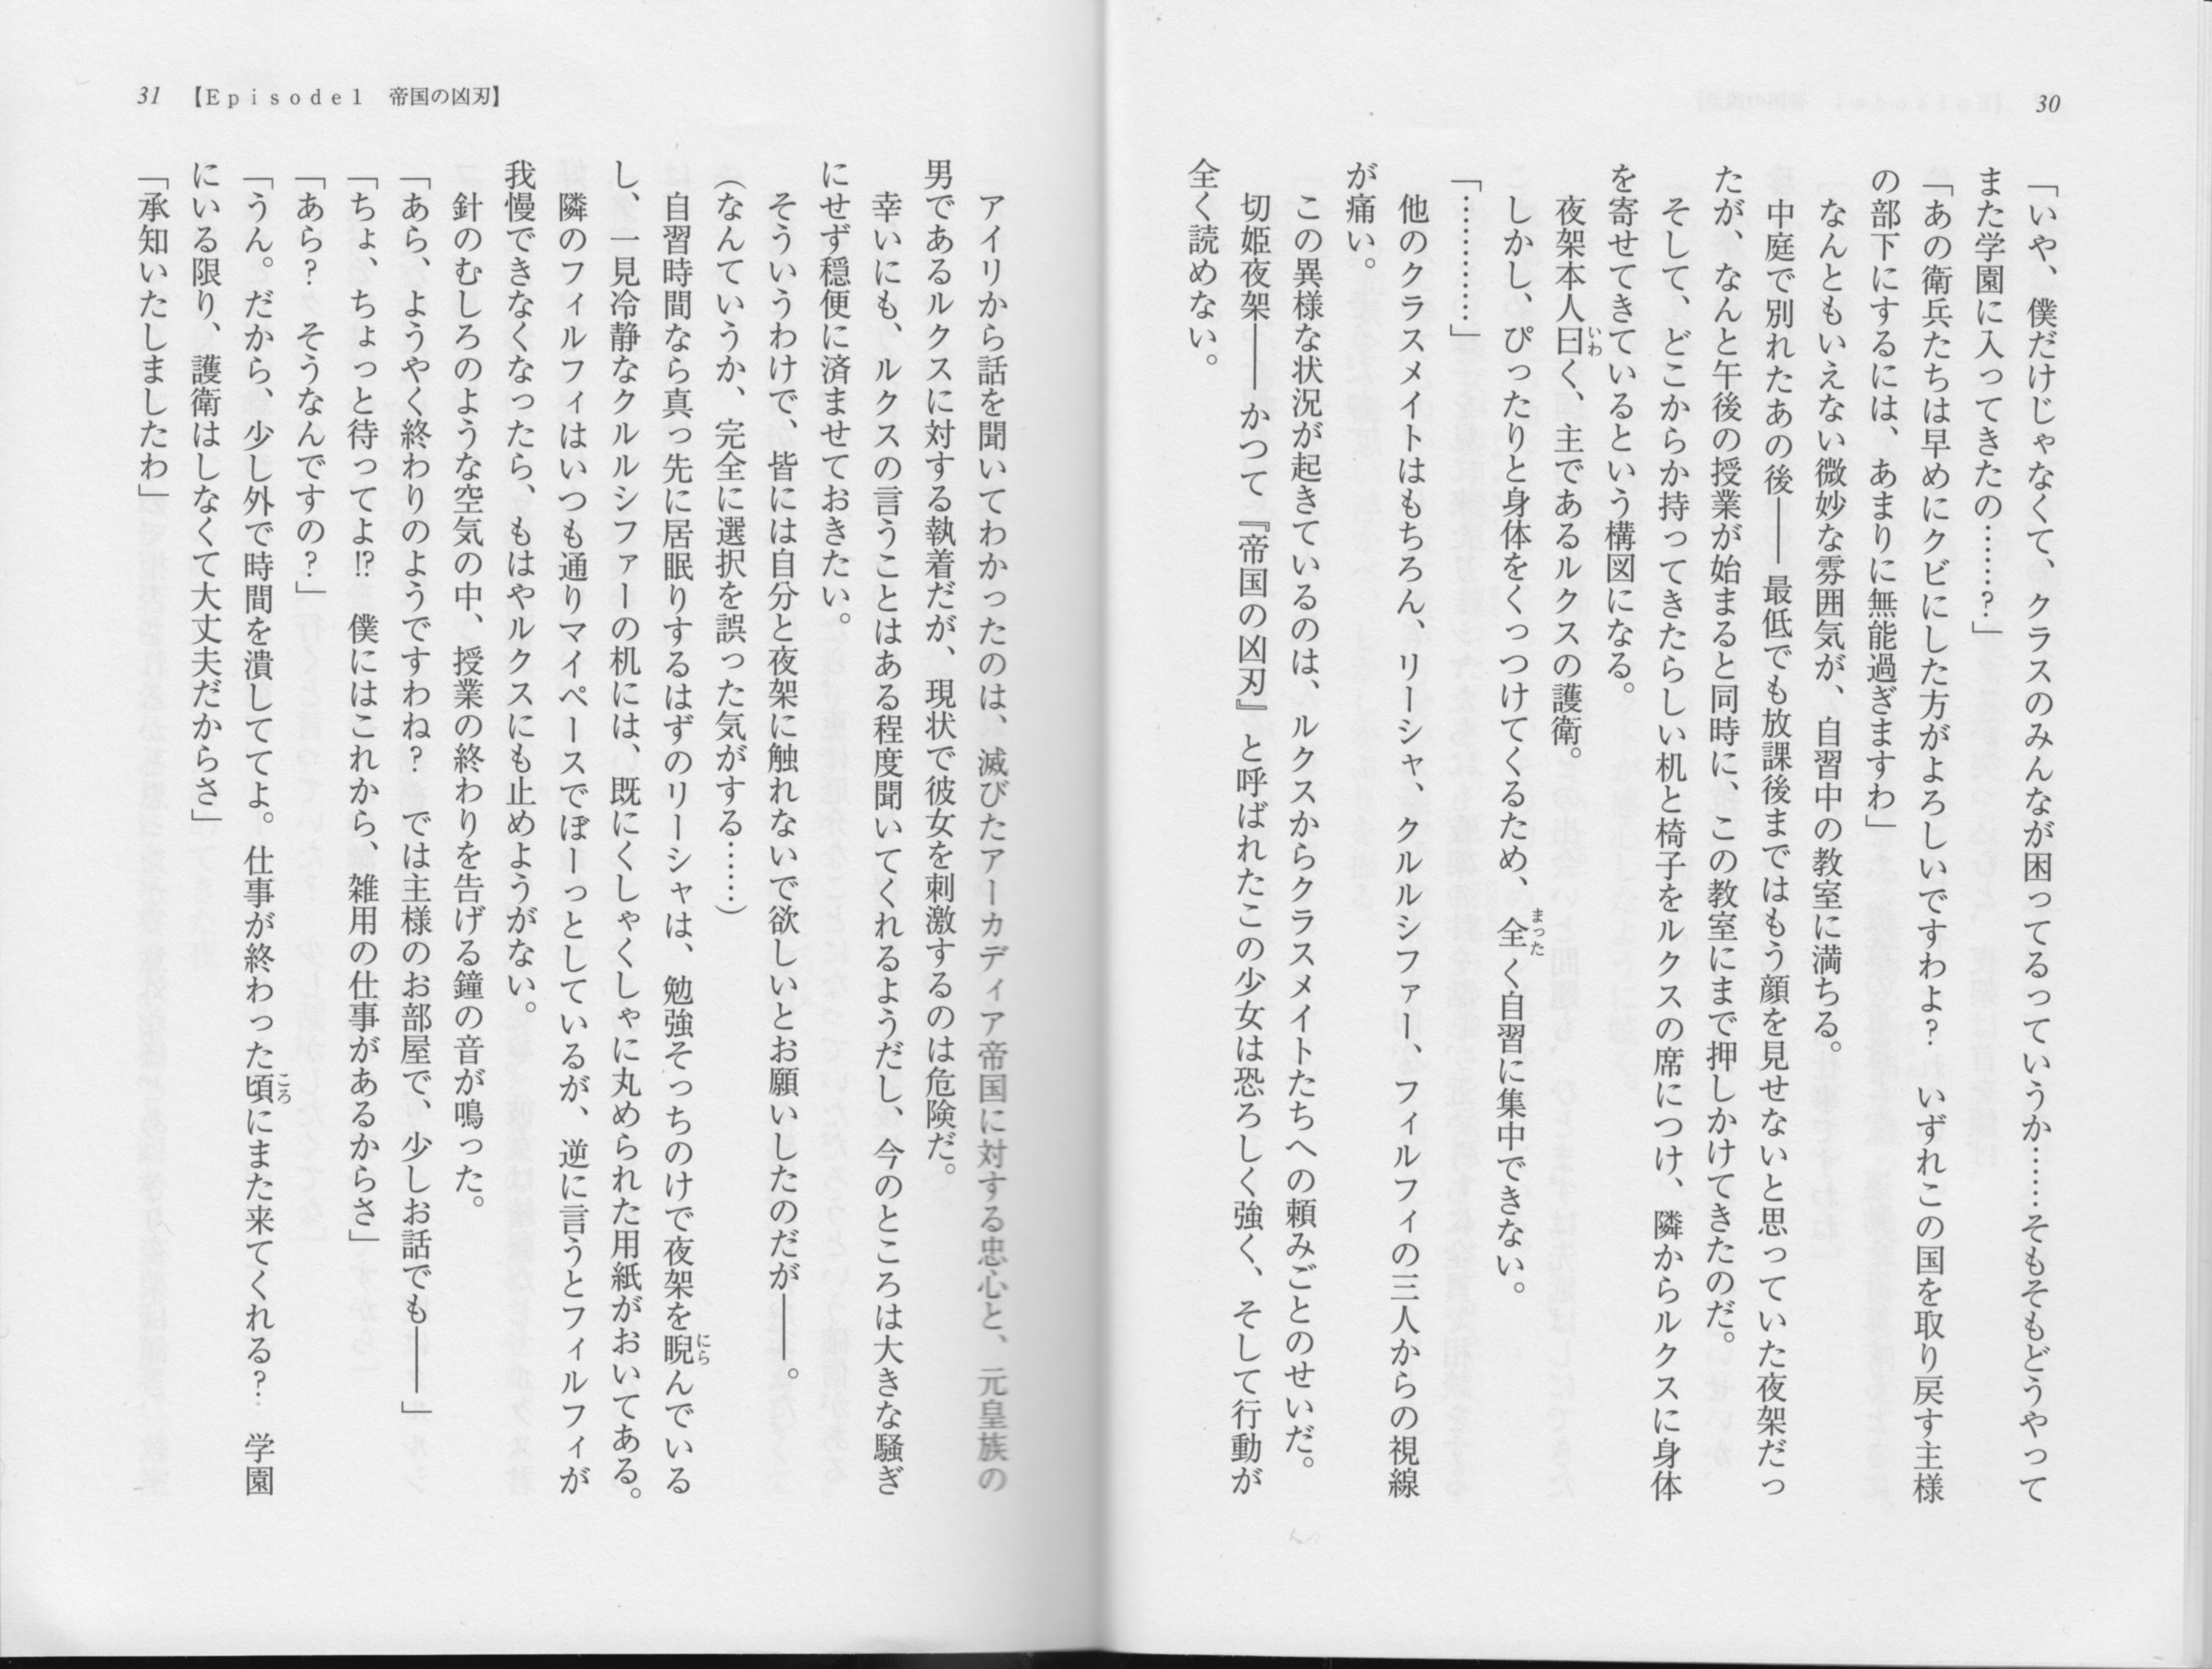 30
「いや、僕だけじゃなくて、クラスのみんなが困ってるっていうか……そもそもどうやって
また学園に入ってきたの……？」
「あの衛兵たちは早めにクビにした方がよろしいですわよ？　いずれこの国を取り戻す主様
の部下にするには、あまりに無能過ぎますわ」
　なんともいえない微妙な雰囲気が、自習中の教室に満ちる。
　中庭で別れたあの後――最低でも放課後まではもう顔を見せないと思っていた夜架だっ
たが、なんと午後の授業が始まると同時に、この教室にまで押しかけてきたのだ。
　そして、どこからか持ってきたらしい机と椅子をルクスの席につけ、隣からルクスに身体
を寄せてきているという構図になる。
　夜架本人曰いわく、主であるルクスの護衛。
　しかし、ぴったりと身体をくっつけてくるため、全まったく自習に集中できない。
「…………」
　他のクラスメイトはもちろん、リーシャ、クルルシファー、フィルフィの三人からの視線
が痛い。
　この異様な状況が起きているのは、ルクスからクラスメイトたちへの頼みごとのせいだ。
　切姫夜架――かつて『帝国の凶刃』と呼ばれたこの少女は恐ろしく強く、そして行動が
全く読めない。
31 【Episode1　帝国の凶刃】
　アイリから話を聞いてわかったのは、滅びたアーカディア帝国に対する忠心と、元皇族の
男であるルクスに対する執着だが、現状で彼女を刺激するのは危険だ。
　幸いにも、ルクスの言うことはある程度聞いてくれるようだし、今のところは大きな騒ぎ
にせず穏便に済ませておきたい。
　そういうわけで、皆には自分と夜架に触れないで欲しいとお願いしたのだが――。
（なんていうか、完全に選択を誤った気がする……）
　自習時間なら真っ先に居眠りするはずのリーシャは、勉強そっちのけで夜架を睨にらんでいる
し、一見冷静なクルルシファーの机には、既にくしゃくしゃに丸められた用紙がおいてある。
　隣のフィルフィはいつも通りマイペースでぼーっとしているが、逆に言うとフィルフィが
我慢できなくなったら、もはやルクスにも止めようがない。
　針のむしろのような空気の中、授業の終わりを告げる鐘の音が鳴った。
「あら、ようやく終わりのようですわね？　では主様のお部屋で、少しお話でも――」
「ちょ、ちょっと待ってよ!?　僕にはこれから、雑用の仕事があるからさ」
「あら？　そうなんですの？」
「うん。だから、少し外で時間を潰しててよ。仕事が終わった頃ころにまた来てくれる？　学園
にいる限り、護衛はしなくて大丈夫だからさ」
「承知いたしましたわ」